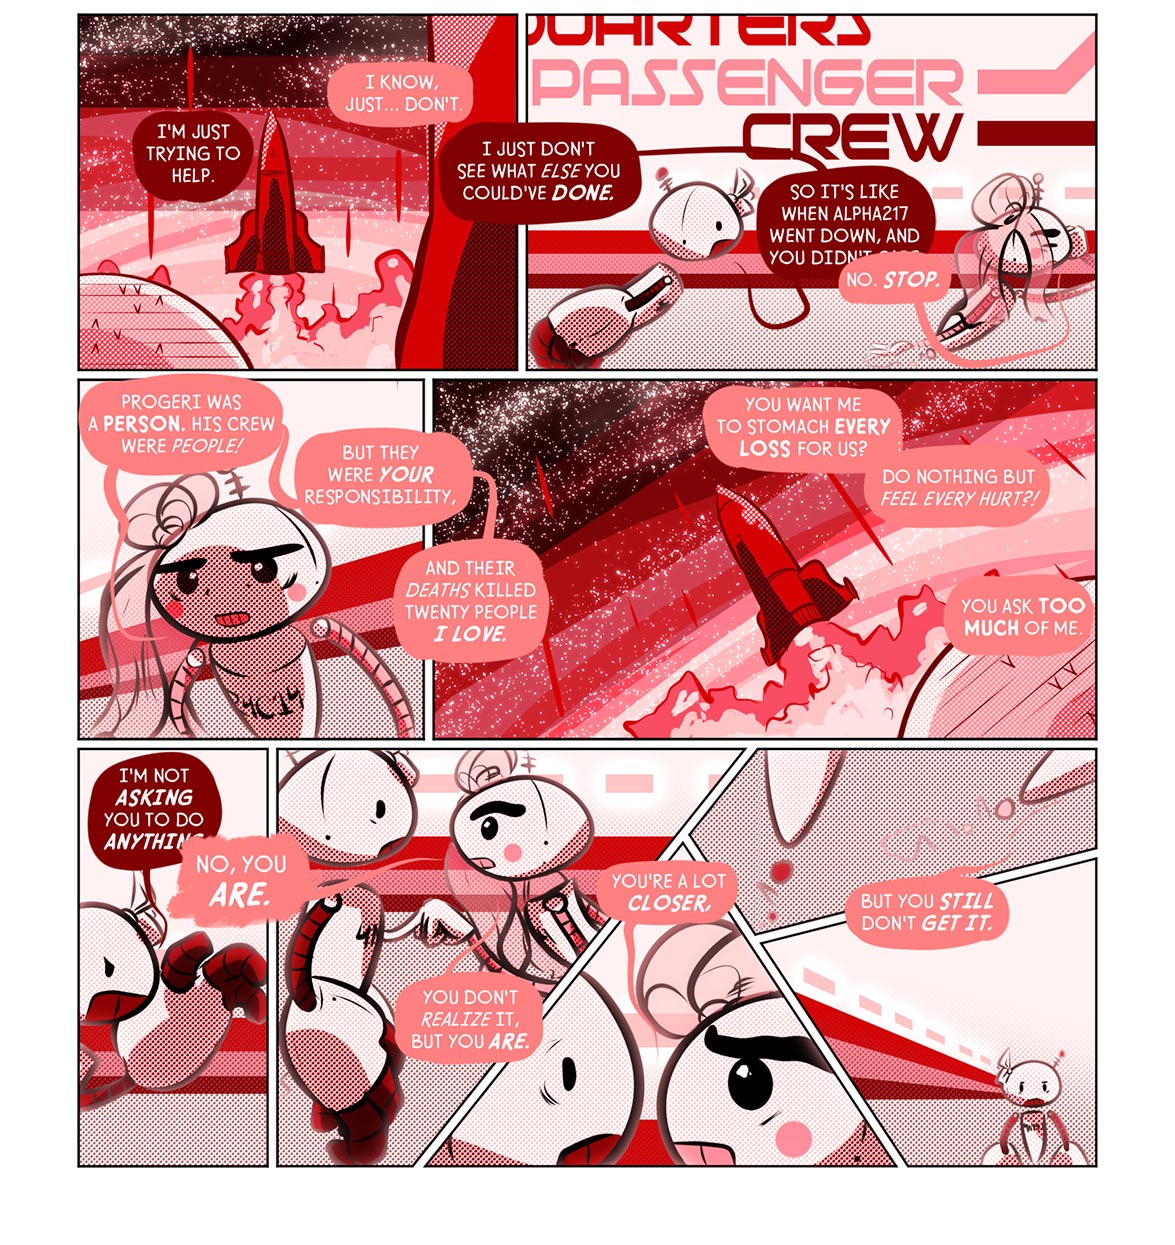 I KNOW,
JUST... DON'T.
I'M JUST
TRYING TO
HELP.
QUARTERS
PASSENGER
CREW
I JUST DON'T
SEE WHAT ELSE YOU
COULD'VE DONE.
SO IT'S LIKE
WHEN ALPHA217
WENT DOWN, AND
YOU DIDN'T
NO. STOP.
PROGERI WAS
A PERSON. HIS CREW
WERE PEOPLE!
BUT THEY
WERE YOUR
RESPONSIBILITY,
AND THEIR
DEATHS KILLED
TWENTY PEOPLE
I LOVE.
YOU WANT ME
TO STOMACH EVERY
LOSS FOR US?
DO NOTHING BUT
FEEL EVERY HURT?!
YOU ASK TOO
MUCH OF ME.
I'M NOT
ASKING
YOU TO DO
ANYTHING
NO, YOU
ARE.
YOU DON'T
REALIZE IT,
BUT YOU ARE.
YOU'RE A LOT
CLOSER,
BUT YOU STILL
DON'T GET IT.